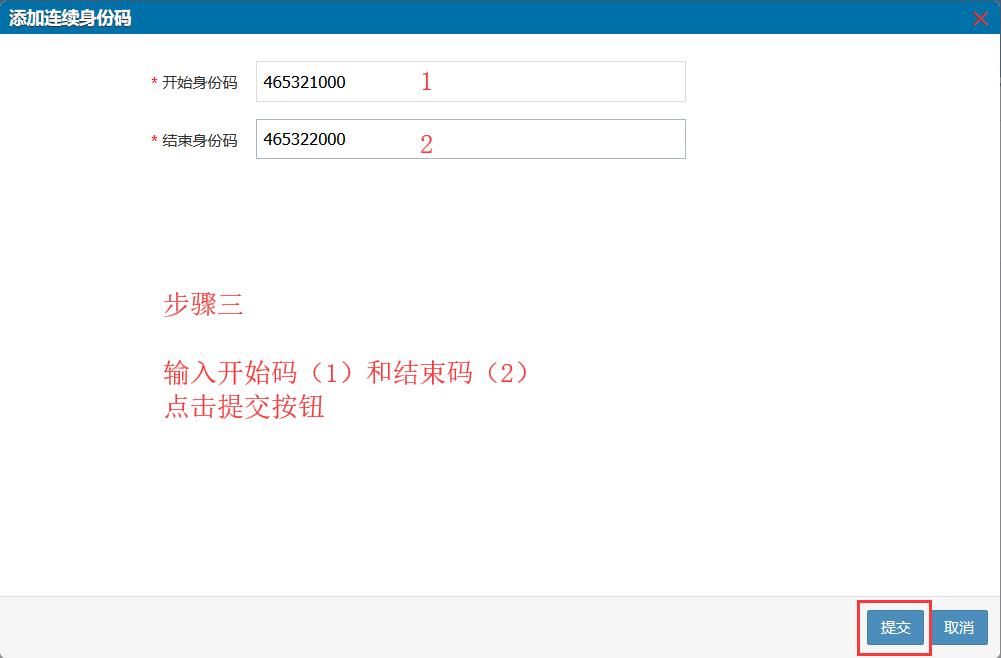 添加连续身份码
* 开始身份码 465321000 1
* 结束身份码 465322000 2
步骤三
输入开始码（1）和结束码（2）
点击提交按钮
提交 取消